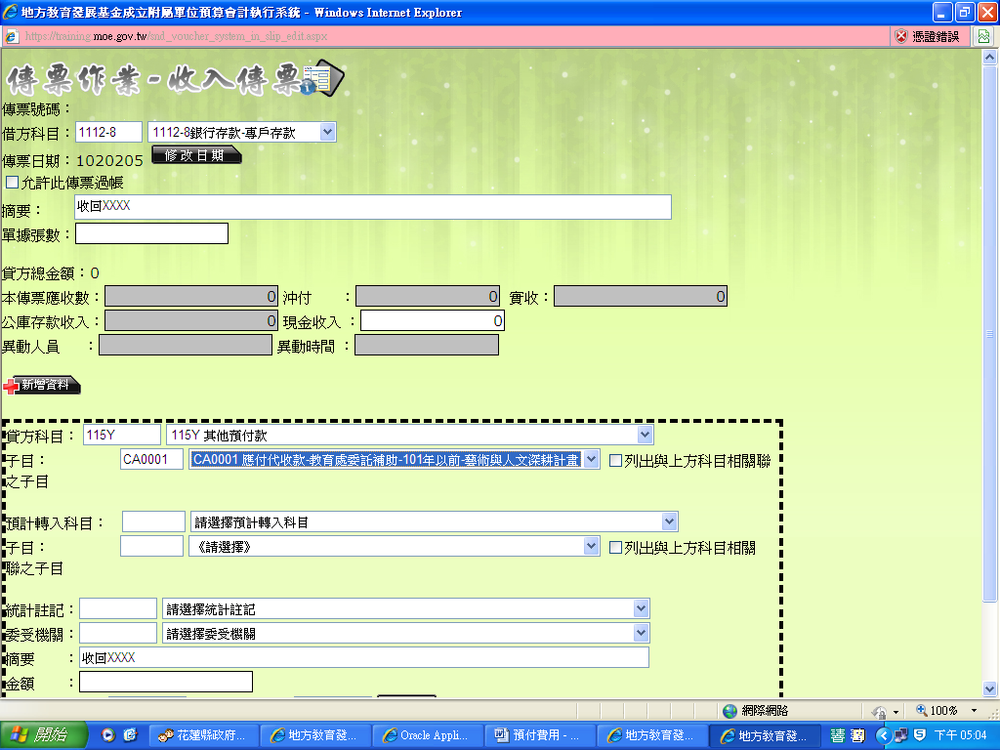 地方教育發展基金成立附屬單位預算會計執行系統 - Windows Internet Explorer
https://training.moe.gov.tw/snd_voucher_system_in_slip_edit.aspx 憑證錯誤
傳票作業-收入傳票
傳票號碼：
借方科目： 1112-8 1112-8銀行存款-專戶存款
傳票日期：1020205 修改日期
允許此傳票過帳
摘要： 收回XXXX
單據張數：
貸方總金額：0
本傳票應收數： 0 沖付 ： 0 實收： 0
公庫存款收入： 0 現金收入 ： 0
異動人員 ： 異動時間 ：
新增資料
貸方科目： 115Y 115Y 其他預付款
子目： CA0001 CA0001 應付代收款-教育處委託補助-101年以前-藝術與人文深耕計畫 列出與上方科目相關聯
之子目
預計轉入科目： 請選擇預計轉入科目
子目： 《請選擇》 列出與上方科目相關
聯之子目
統計註記： 請選擇統計註記
委受機關： 請選擇委受機關
摘要 ： 收回XXXX
金額 ：
網際網路 100%
開始 花蓮縣政府... 地方教育發... Oracle Appli... 預付費用 - ... 地方教育發... 地方教育發... 下午 05:04